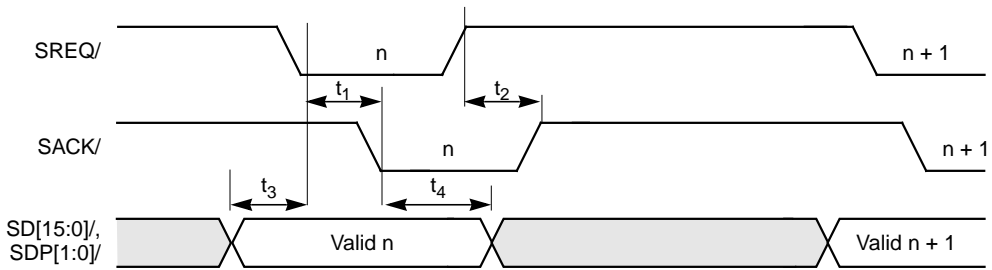 SREQ/
n
n + 1
t1
t2
SACK/
n
n + 1
t3
t4
SD[15:0]/,
SDP[1:0]/
Valid n
Valid n + 1